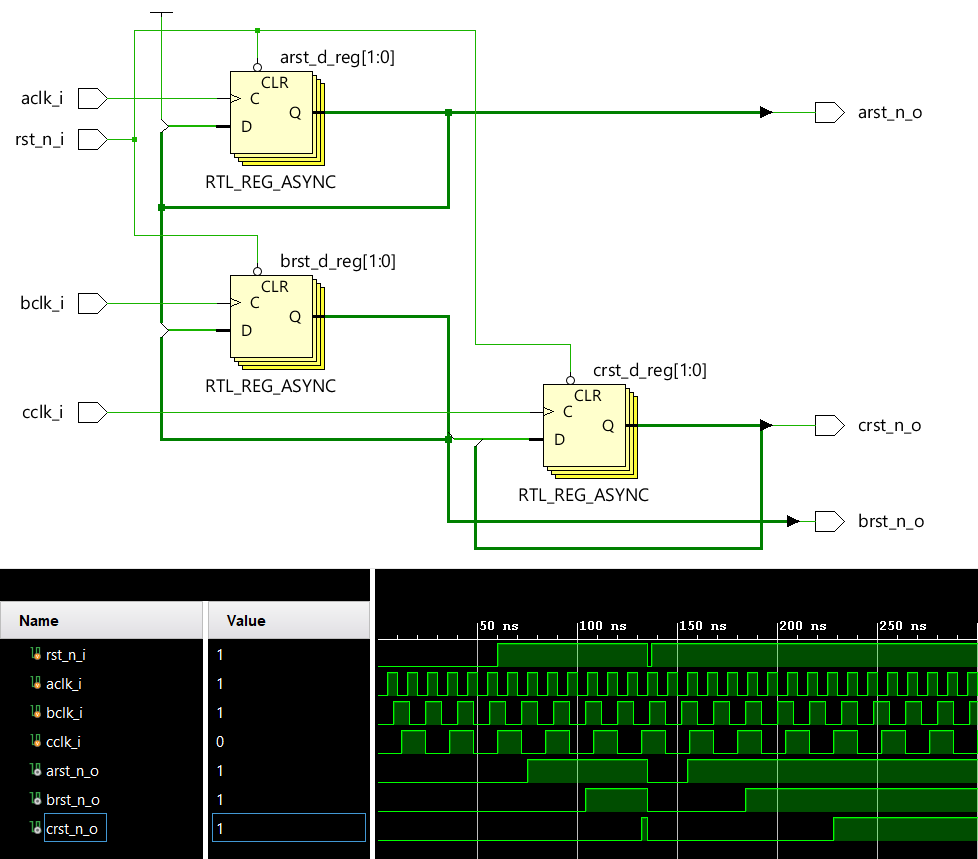 arst_d_reg[1:0]
CLR
aclk_i
C
Q
arst_n_o
D
rst_n_i
RTL_REG_ASYNC
brst_d_reg[1:0]
CLR
bclk_i
C
Q
D
RTL_REG_ASYNC
crst_d_reg[1:0]
CLR
cclk_i
C
Q
crst_n_o
D
RTL_REG_ASYNC
brst_n_o
Name Value
50 ns 100 ns 150 ns 200 ns 250 ns
rst_n_i 1
aclk_i 1
bclk_i 1
cclk_i 0
arst_n_o 1
brst_n_o 1
crst_n_o 1